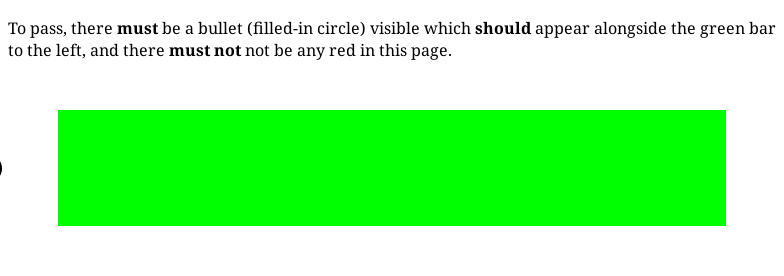 To pass, there must be a bullet (filled-in circle) visible which should appear alongside the green bar
to the left, and there must not not be any red in this page.